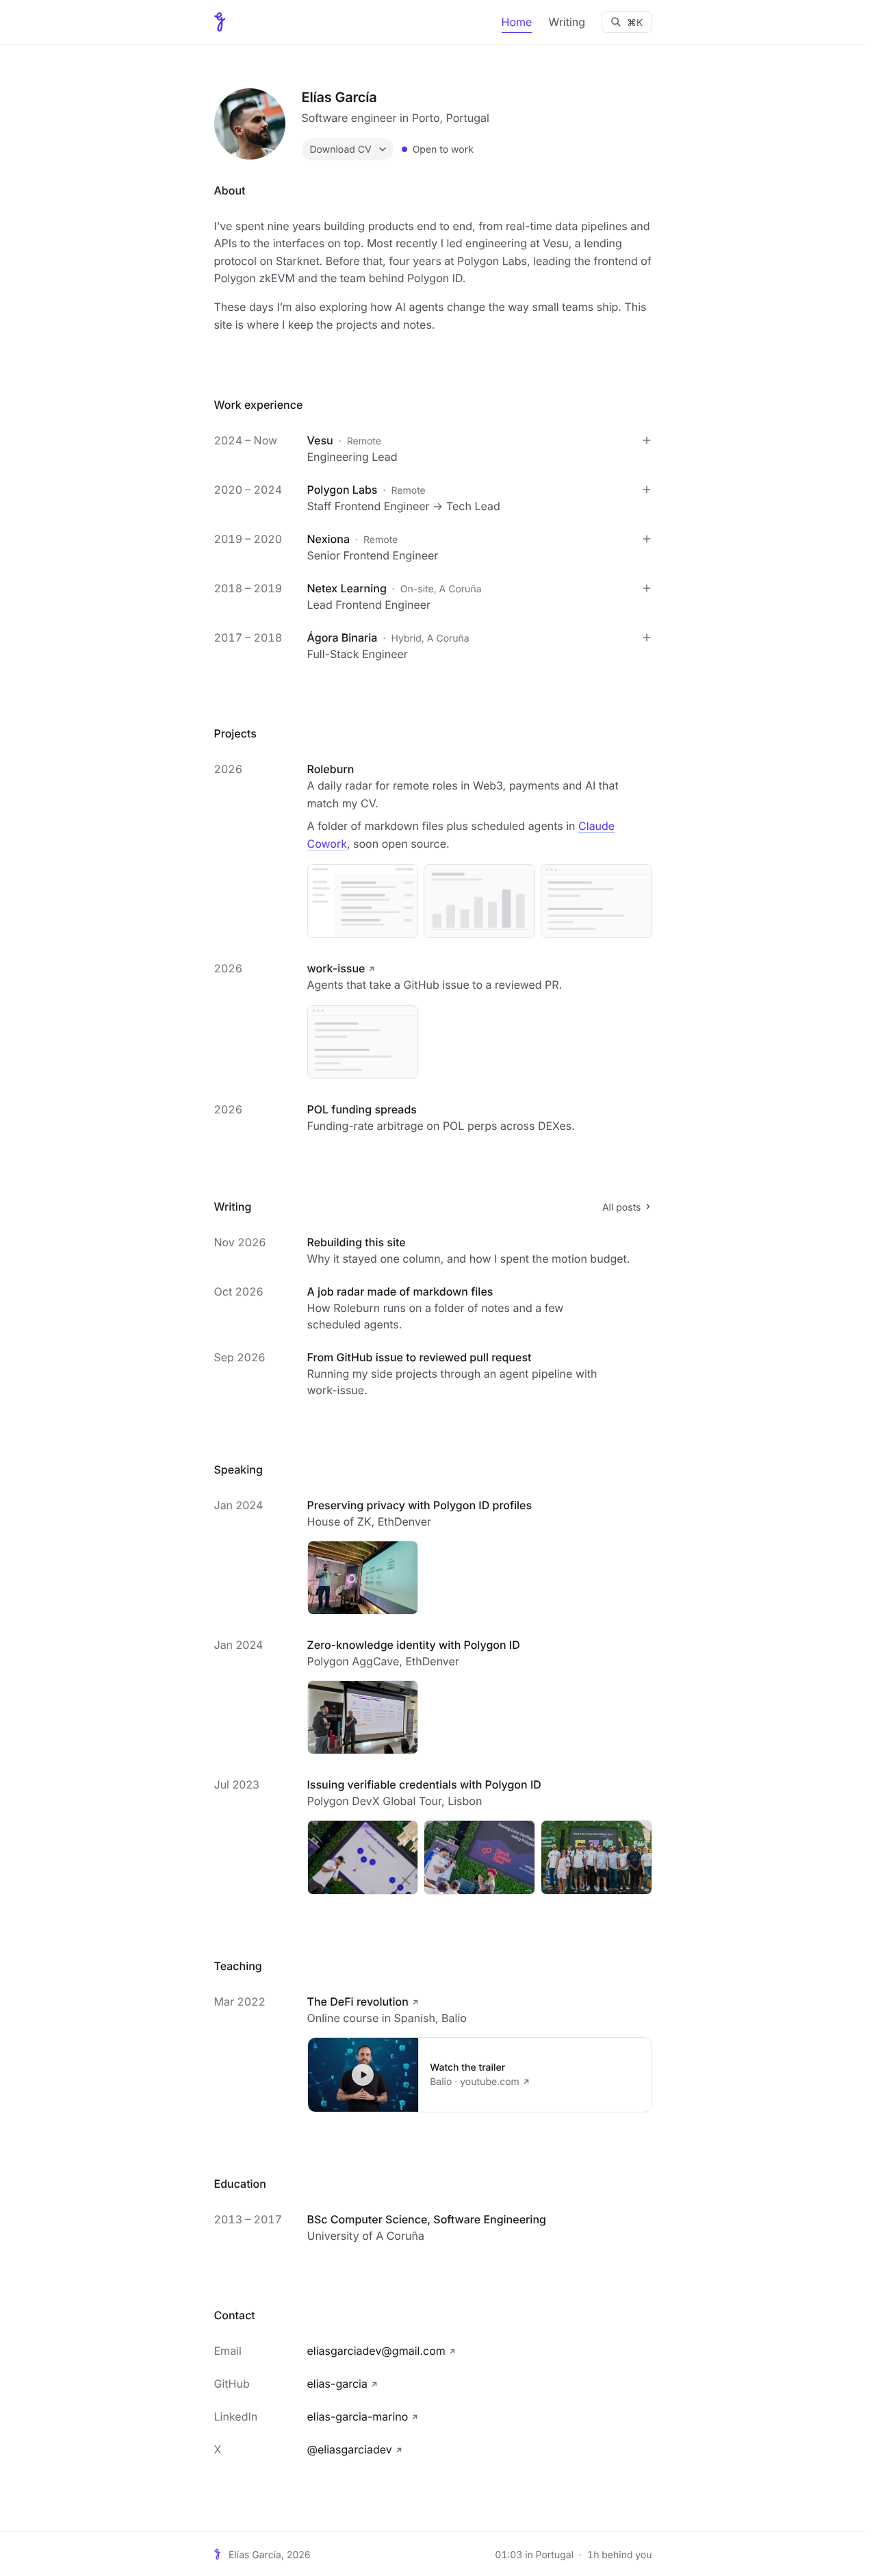 Home Writing ⌘K
Elías García
Software engineer in Porto, Portugal
Download CV Open to work
About
I've spent nine years building products end to end, from real-time data pipelines and
APIs to the interfaces on top. Most recently I led engineering at Vesu, a lending
protocol on Starknet. Before that, four years at Polygon Labs, leading the frontend of
Polygon zkEVM and the team behind Polygon ID.
These days I'm also exploring how AI agents change the way small teams ship. This
site is where I keep the projects and notes.
Work experience
2024 – Now Vesu · Remote
Engineering Lead
2020 – 2024 Polygon Labs · Remote
Staff Frontend Engineer → Tech Lead
2019 – 2020 Nexiona · Remote
Senior Frontend Engineer
2018 – 2019 Netex Learning · On-site, A Coruña
Lead Frontend Engineer
2017 – 2018 Ágora Binaria · Hybrid, A Coruña
Full-Stack Engineer
Projects
2026 Roleburn
A daily radar for remote roles in Web3, payments and AI that
match my CV.
A folder of markdown files plus scheduled agents in Claude
Cowork, soon open source.
2026 work-issue ↗
Agents that take a GitHub issue to a reviewed PR.
2026 POL funding spreads
Funding-rate arbitrage on POL perps across DEXes.
Writing All posts ›
Nov 2026 Rebuilding this site
Why it stayed one column, and how I spent the motion budget.
Oct 2026 A job radar made of markdown files
How Roleburn runs on a folder of notes and a few
scheduled agents.
Sep 2026 From GitHub issue to reviewed pull request
Running my side projects through an agent pipeline with
work-issue.
Speaking
Jan 2024 Preserving privacy with Polygon ID profiles
House of ZK, EthDenver
Jan 2024 Zero-knowledge identity with Polygon ID
Polygon AggCave, EthDenver
Jul 2023 Issuing verifiable credentials with Polygon ID
Polygon DevX Global Tour, Lisbon
Teaching
Mar 2022 The DeFi revolution ↗
Online course in Spanish, Balio
Watch the trailer
Balio · youtube.com ↗
Education
2013 – 2017 BSc Computer Science, Software Engineering
University of A Coruña
Contact
Email eliasgarciadev@gmail.com ↗
GitHub elias-garcia ↗
LinkedIn elias-garcia-marino ↗
X @eliasgarciadev ↗
Elías García, 2026 01:03 in Portugal · 1h behind you